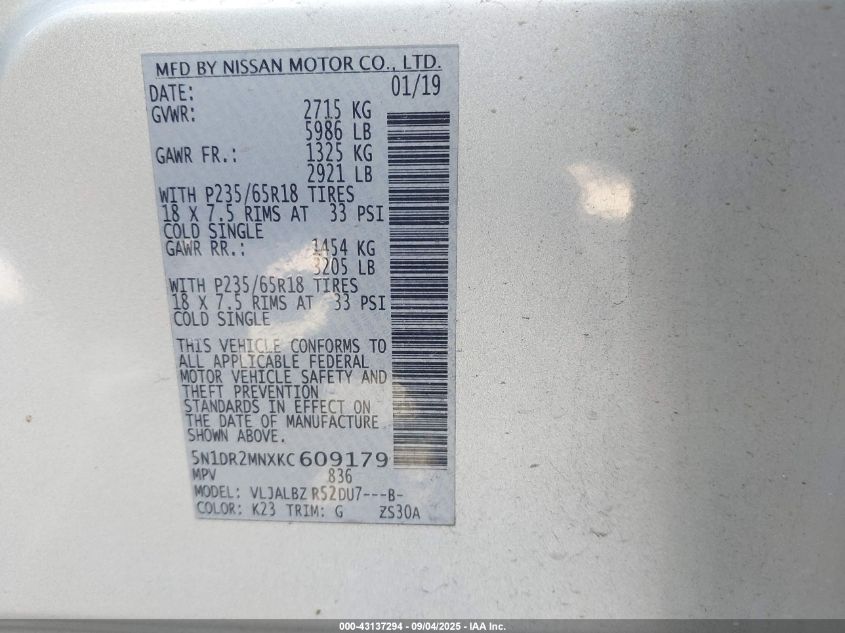 MFD BY NISSAN MOTOR CO., LTD.
DATE: 01/19
GVWR: 2715 KG
5986 LB
GAWR FR.: 1325 KG
2921 LB
WITH P235/65R18 TIRES
18 X 7.5 RIMS AT 33 PSI
COLD SINGLE
GAWR RR.: 1454 KG
3205 LB
WITH P235/65R18 TIRES
18 X 7.5 RIMS AT 33 PSI
COLD SINGLE
THIS VEHICLE CONFORMS TO
ALL APPLICABLE FEDERAL
MOTOR VEHICLE SAFETY AND
THEFT PREVENTION
STANDARDS IN EFFECT ON
THE DATE OF MANUFACTURE
SHOWN ABOVE.
5N1DR2MNXKC609179
MPV 836
MODEL: VLJALBZ R52DU7---B-
COLOR: K23 TRIM: G ZS30A
000-43137294 - 09/04/2025 - IAA Inc.